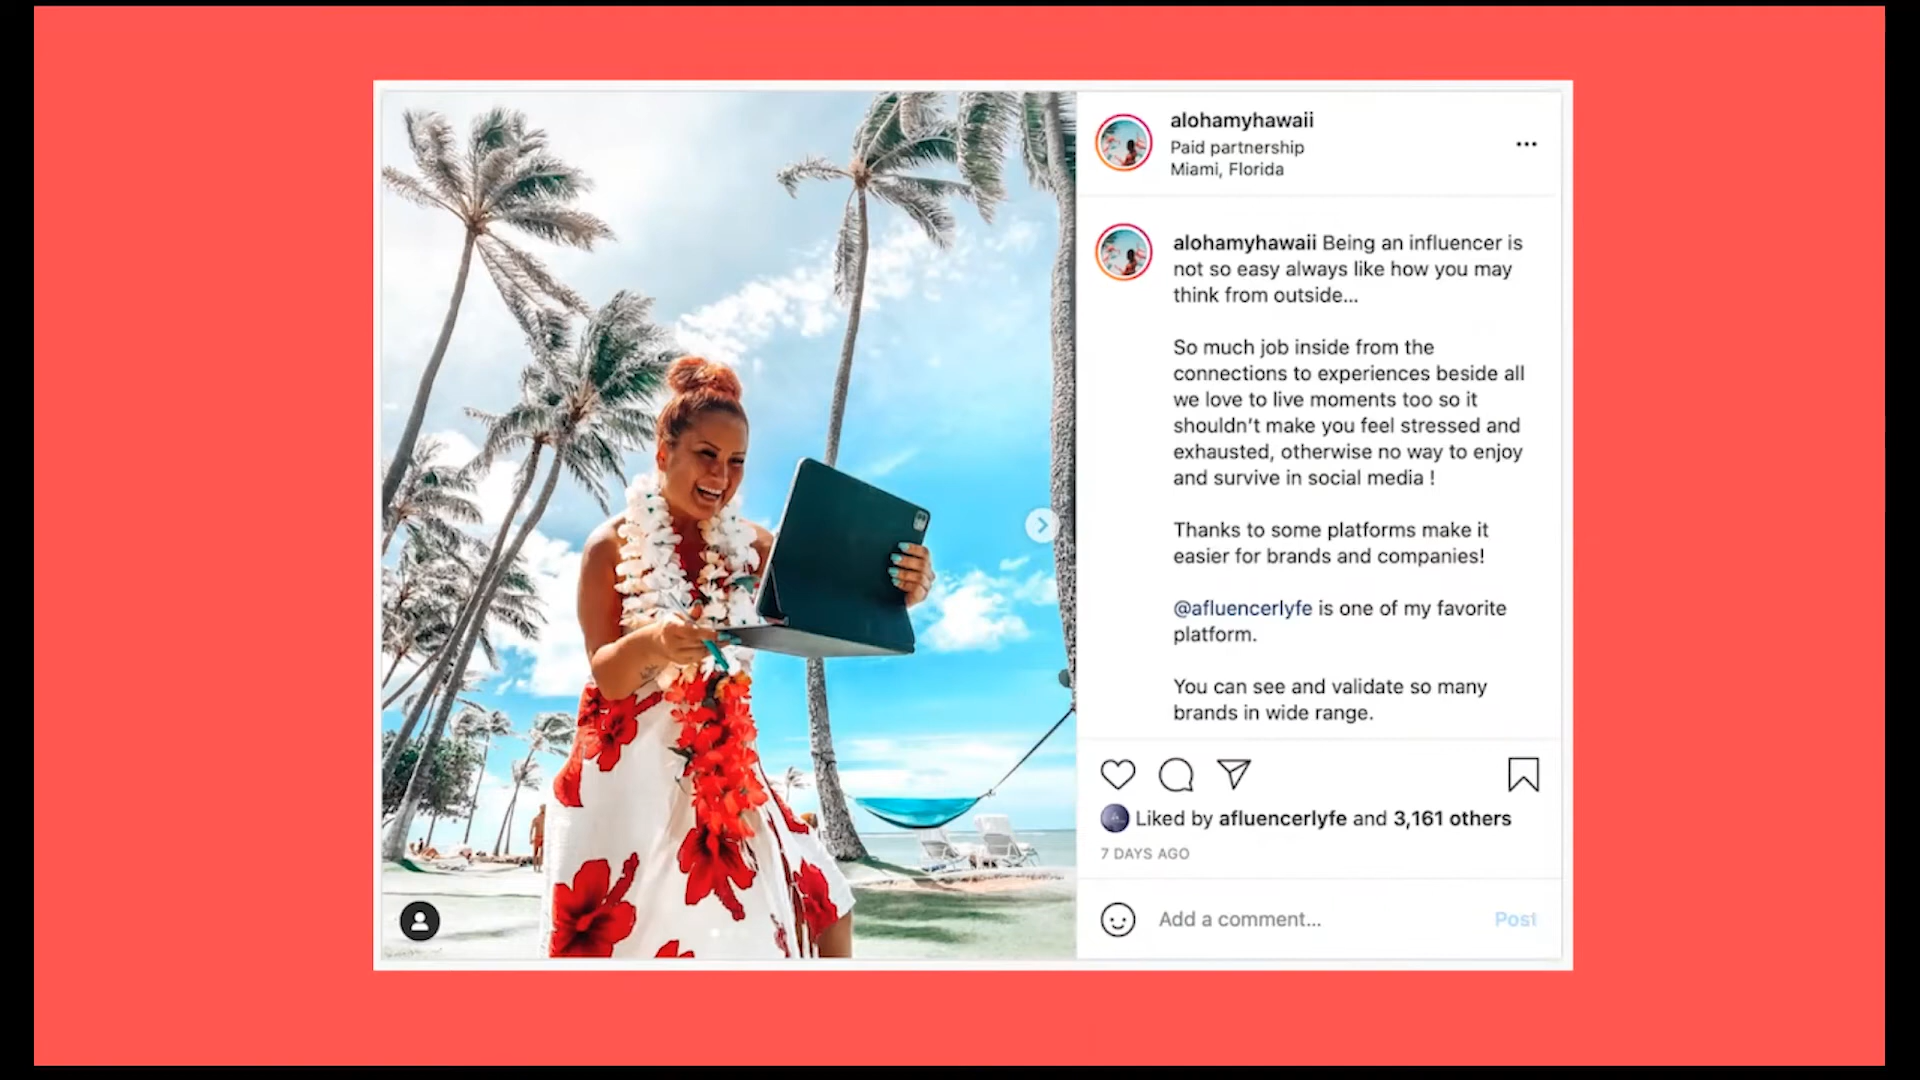 alohamyhawaii
Paid partnership
Miami, Florida
alohamyhawaii Being an influencer is
not so easy always like how you may
think from outside...
So much job inside from the
connections to experiences beside all
we love to live moments too so it
shouldn't make you feel stressed and
exhausted, otherwise no way to enjoy
and survive in social media !
Thanks to some platforms make it
easier for brands and companies!
@afluencerlyfe is one of my favorite
platform.
You can see and validate so many
brands in wide range.
Liked by afluencerlyfe and 3,161 others
7 DAYS AGO
Add a comment...
Post